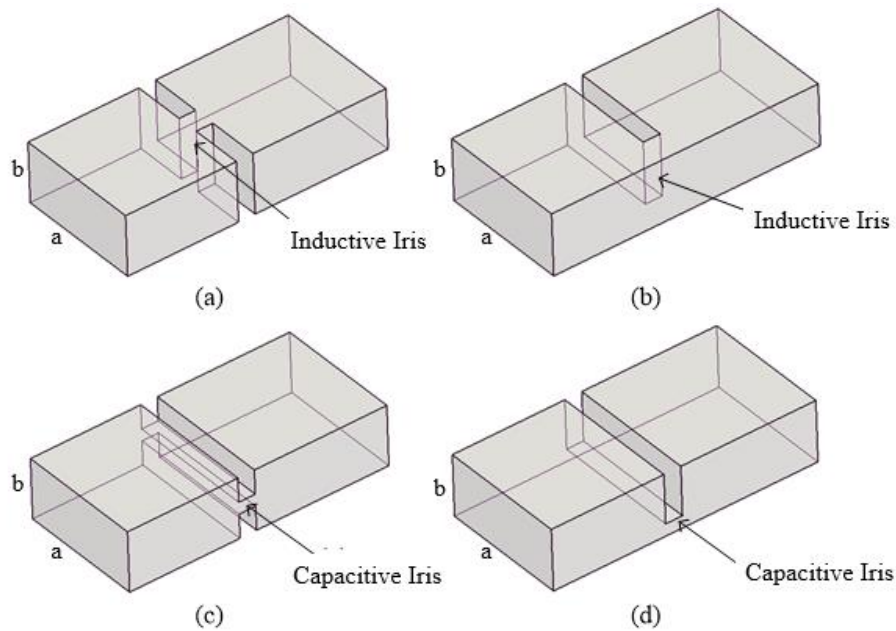 b
a
Inductive Iris
(a)
b
a
Inductive Iris
(b)
b
a
Capacitive Iris
(c)
b
a
Capacitive Iris
(d)